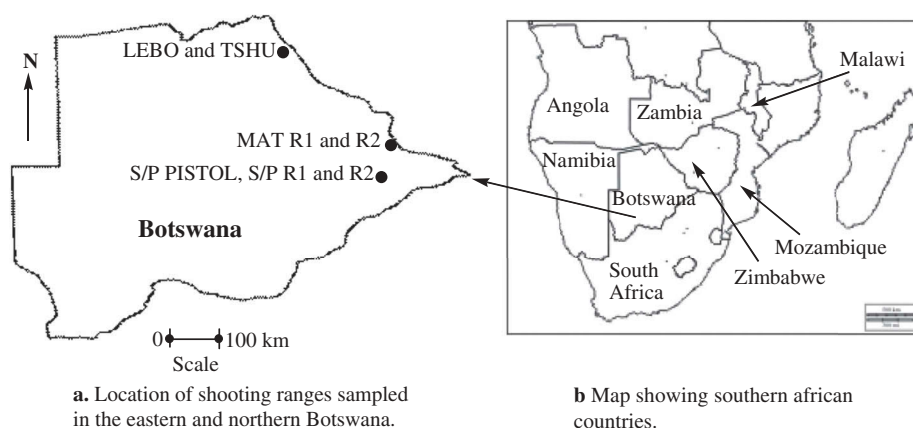 LEBO and TSHU
N
MAT R1 and R2
S/P PISTOL, S/P R1 and R2
Botswana
0 100 km
Scale
a. Location of shooting ranges sampled
in the eastern and northern Botswana.
Malawi
Angola
Zambia
Namibia
Botswana
Mozambique
South
Africa
Zimbabwe
b Map showing southern african
countries.